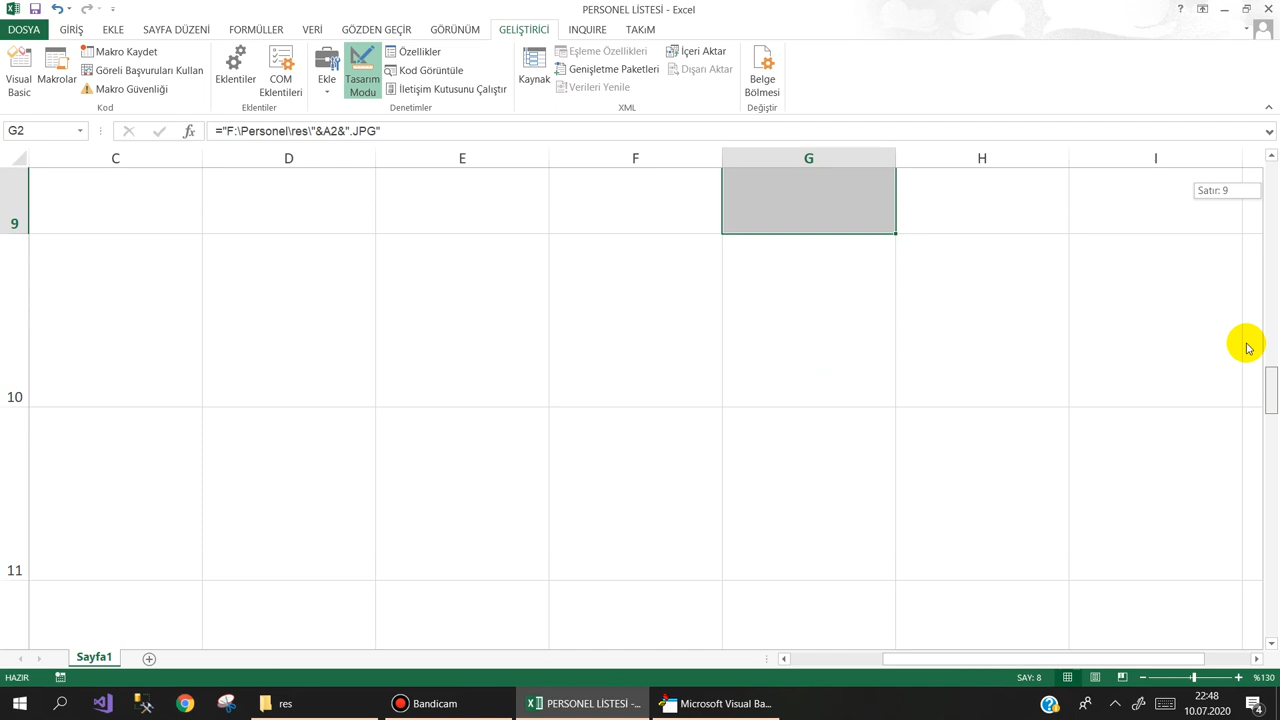 PERSONEL LİSTESİ - Excel
DOSYA GİRİŞ EKLE SAYFA DÜZENİ FORMÜLLER VERİ GÖZDEN GEÇİR GÖRÜNÜM GELİŞTİRİCİ INQUIRE TAKıM
Visual Basic
Makrolar
Makro Kaydet
Göreli Başvuruları Kullan
Makro Güvenliği
Kod
Eklentiler
COM Eklentileri
Eklentiler
Ekle
Tasarım Modu
Özellikler
Kod Görüntüle
İletişim Kutusunu Çalıştır
Denetimler
Kaynak
Eşleme Özellikleri
Genişletme Paketleri
Verileri Yenile
İçeri Aktar
Dışarı Aktar
XML
Belge Bölmesi
Değiştir
G2
fx
="F:\Personel\res\"&A2&".JPG"
C D E F G H I
Satır: 9
9
10
11
Sayfa1
HAZIR
SAY: 8
%130
res
Bandicam
PERSONEL LİSTESİ -...
Microsoft Visual Ba...
22:48
10.07.2020
4